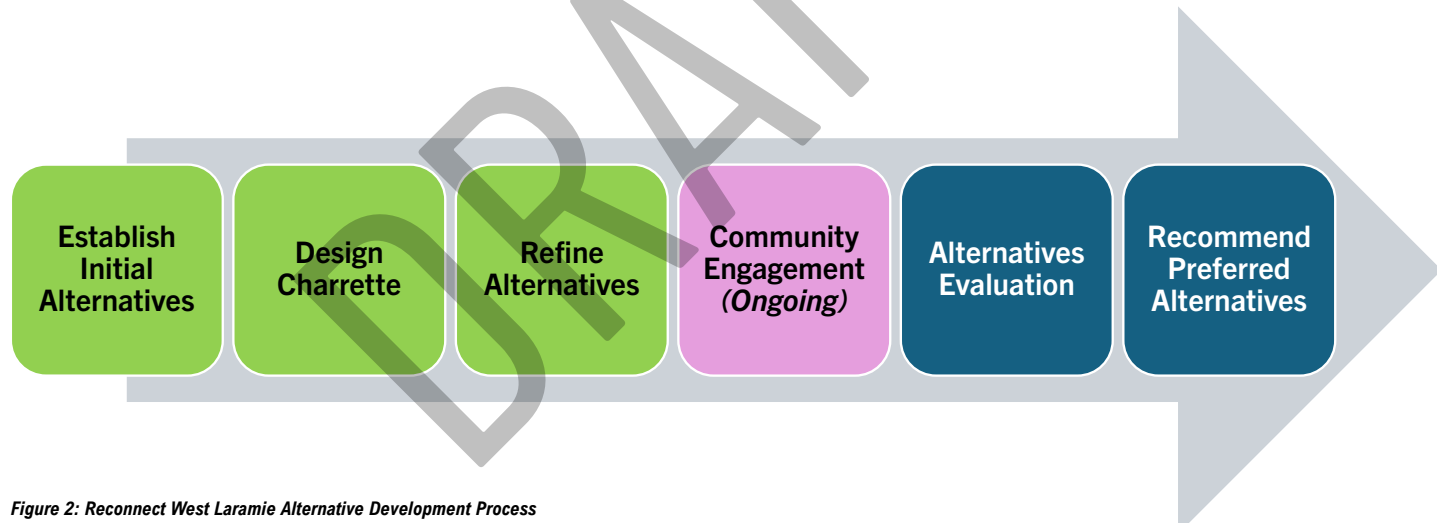 Establish
Initial
Alternatives
Design
Charrette
Refine
Alternatives
Community
Engagement
(Ongoing)
Alternatives
Evaluation
Recommend
Preferred
Alternatives
DRA
Figure 2: Reconnect West Laramie Alternative Development Process